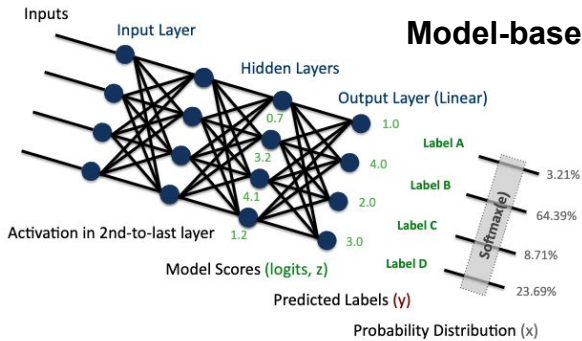 Inputs
Model-base
Input Layer
Hidden Layers
Output Layer (Linear)
0.7
3.2
4.1
1.2
1.0
4.0
2.0
3.0
Label A
Label B
Label C
Label D
Softmax(e)
3.21%
64.39%
8.71%
23.69%
Activation in 2nd-to-last layer
Model Scores (logits, z)
Predicted Labels (y)
Probability Distribution (x)